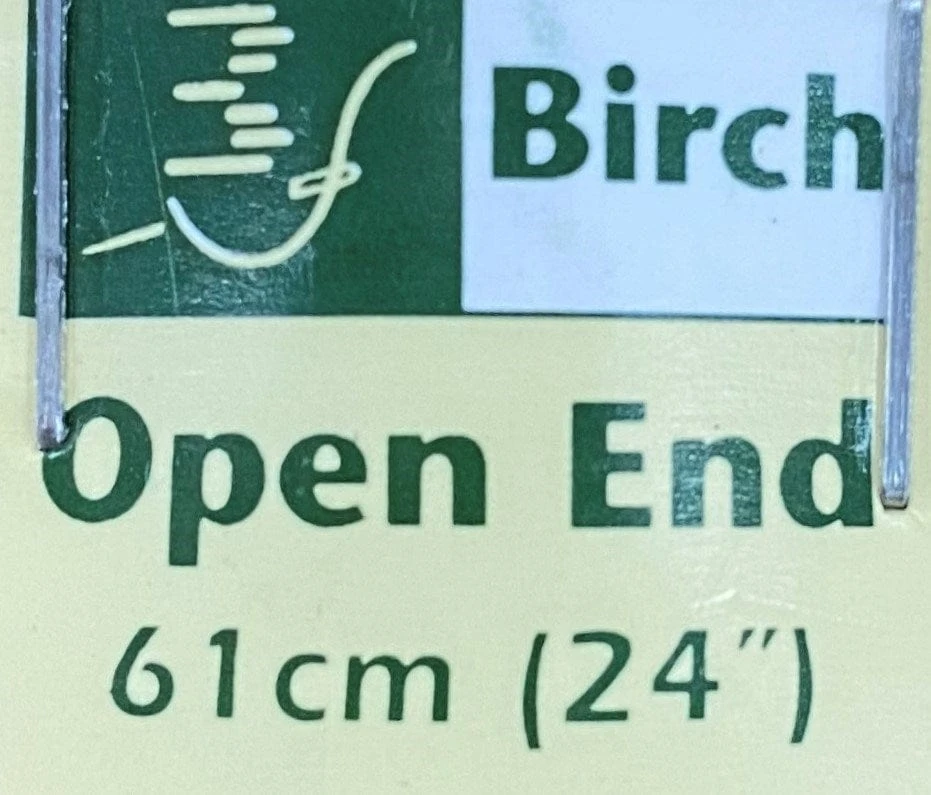 Birch
Open End
61cm (24")